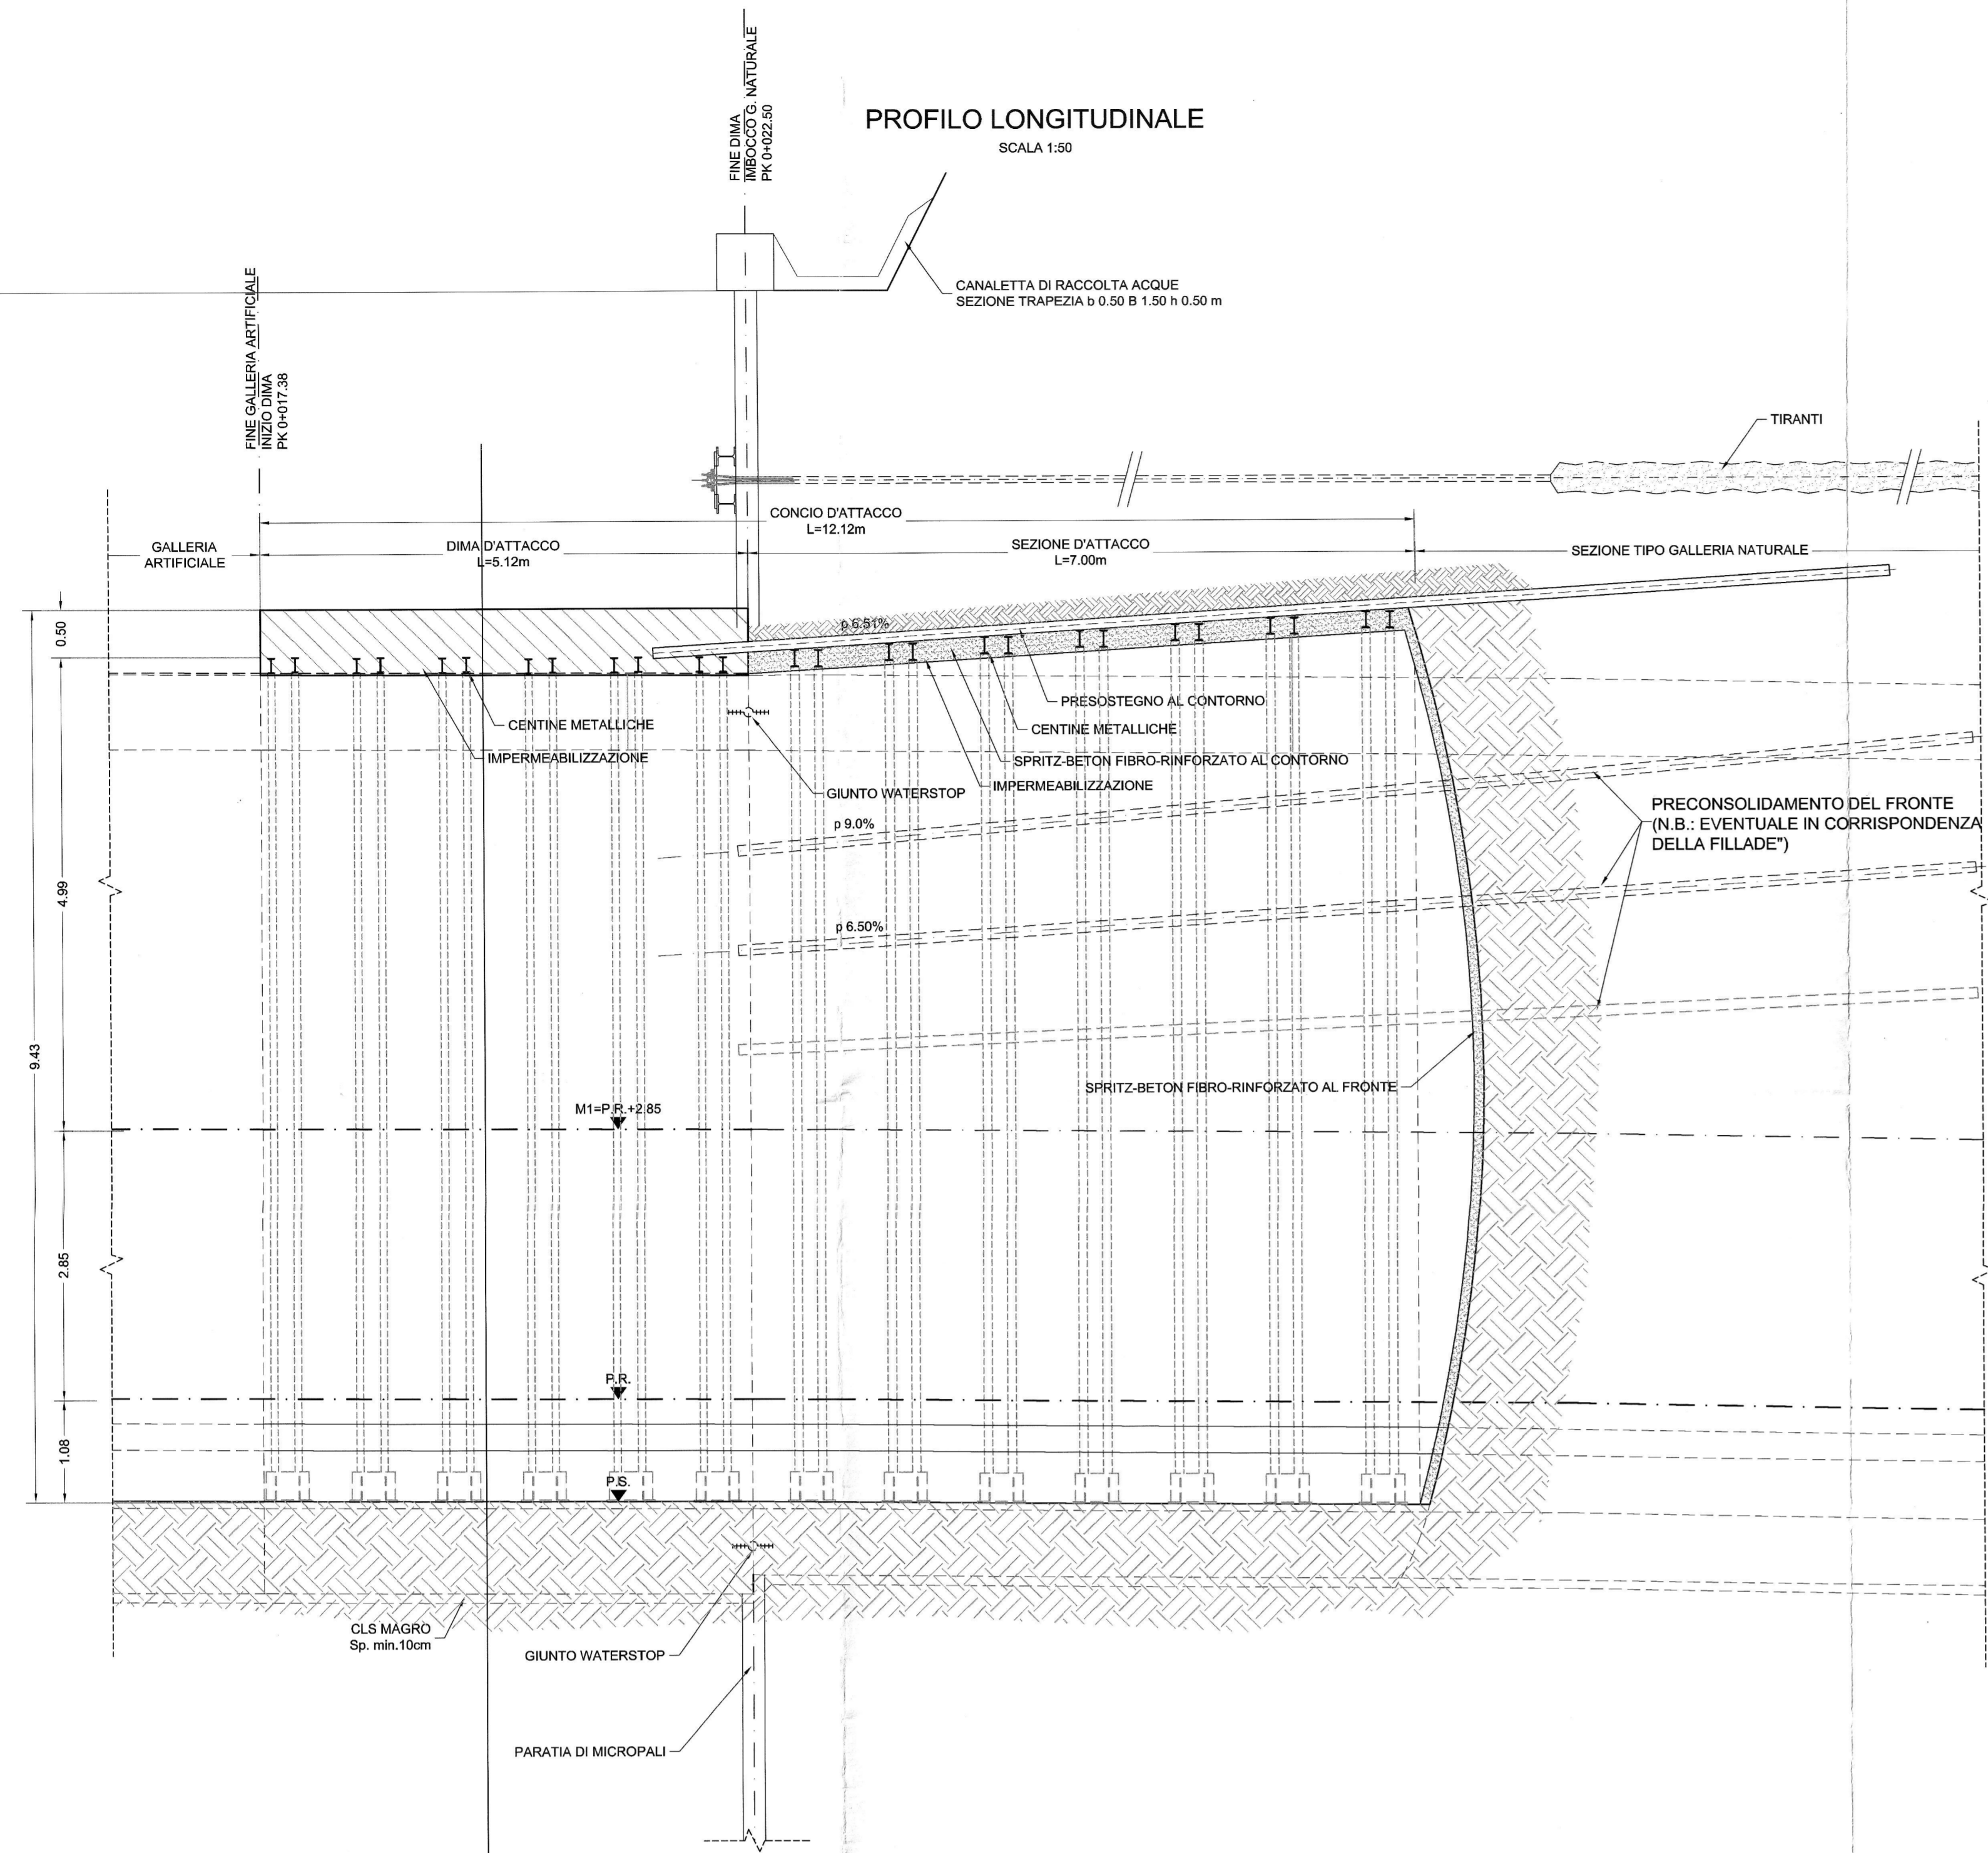 PROFILO LONGITUDINALE
SCALA 1:50
FINE DIMA
IMBOCCO G. NATURALE
PK 0+022.50
CANALETTA DI RACCOLTA ACQUE
SEZIONE TRAPEZIA b 0.50 B 1.50 h 0.50 m
FINE GALLERIA ARTIFICIALE
INIZIO DIMA
PK 0+017.38
TIRANTI
CONCIO D'ATTACCO
L=12.12m
GALLERIA
ARTIFICIALE
DIMA D'ATTACCO
L=5.12m
SEZIONE D'ATTACCO
L=7.00m
SEZIONE TIPO GALLERIA NATURALE
0.50
p 6.51%
PRESOSTEGNO AL CONTORNO
CENTINE METALLICHE
CENTINE METALLICHE
IMPERMEABILIZZAZIONE
SPRITZ-BETON FIBRO-RINFORZATO AL CONTORNO
IMPERMEABILIZZAZIONE
GIUNTO WATERSTOP
p 9.0%
PRECONSOLIDAMENTO DEL FRONTE
(N.B.: EVENTUALE IN CORRISPONDENZA
DELLA FILLADE")
4.99
p 6.50%
9.43
SPRITZ-BETON FIBRO-RINFORZATO AL FRONTE
M1=P.R.+2.85
2.85
P.R.
1.08
P.S.
CLS MAGRO
Sp. min.10cm
GIUNTO WATERSTOP
PARATIA DI MICROPALI